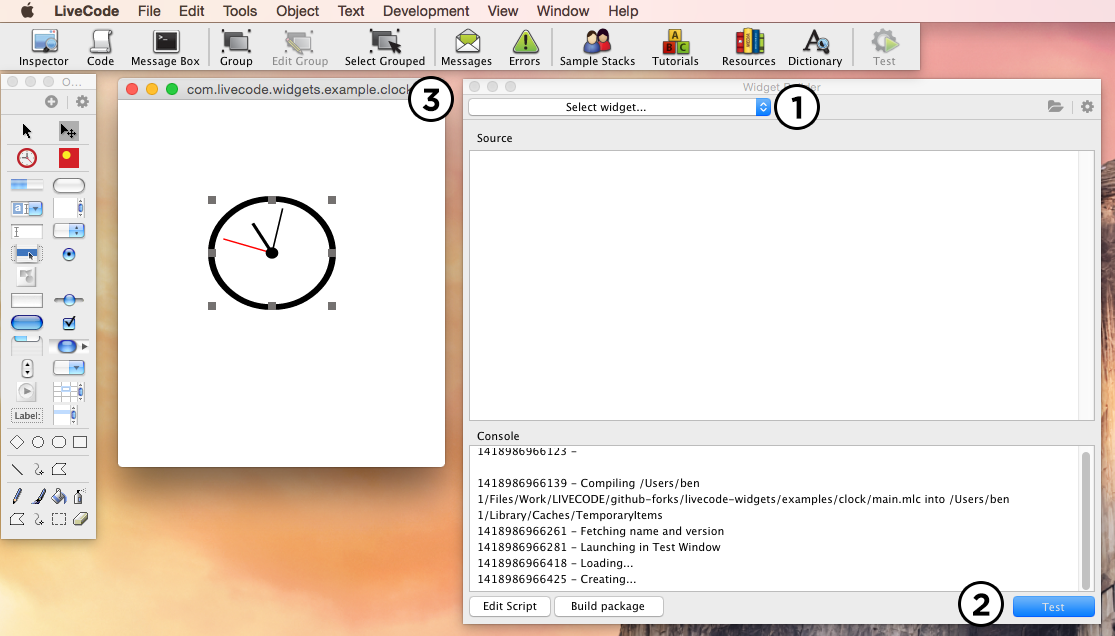 LiveCode File Edit Tools Object Text Development View Window Help
Inspector Code Message Box Group Edit Group Select Grouped Messages Errors Sample Stacks Tutorials Resources Dictionary Test
O...
com.livecode.widgets.example.clock
3
Select widget...
1
Source
Console
1418986966123 –
1418986966139 – Compiling /Users/ben
1/Files/Work/LIVECODE/github-forks/livecode-widgets/examples/clock/main.mlc into /Users/ben
1/Library/Caches/TemporaryItems
1418986966261 – Fetching name and version
1418986966281 – Launching in Test Window
1418986966418 – Loading...
1418986966425 – Creating...
Label:
Edit Script Build package
2
Test